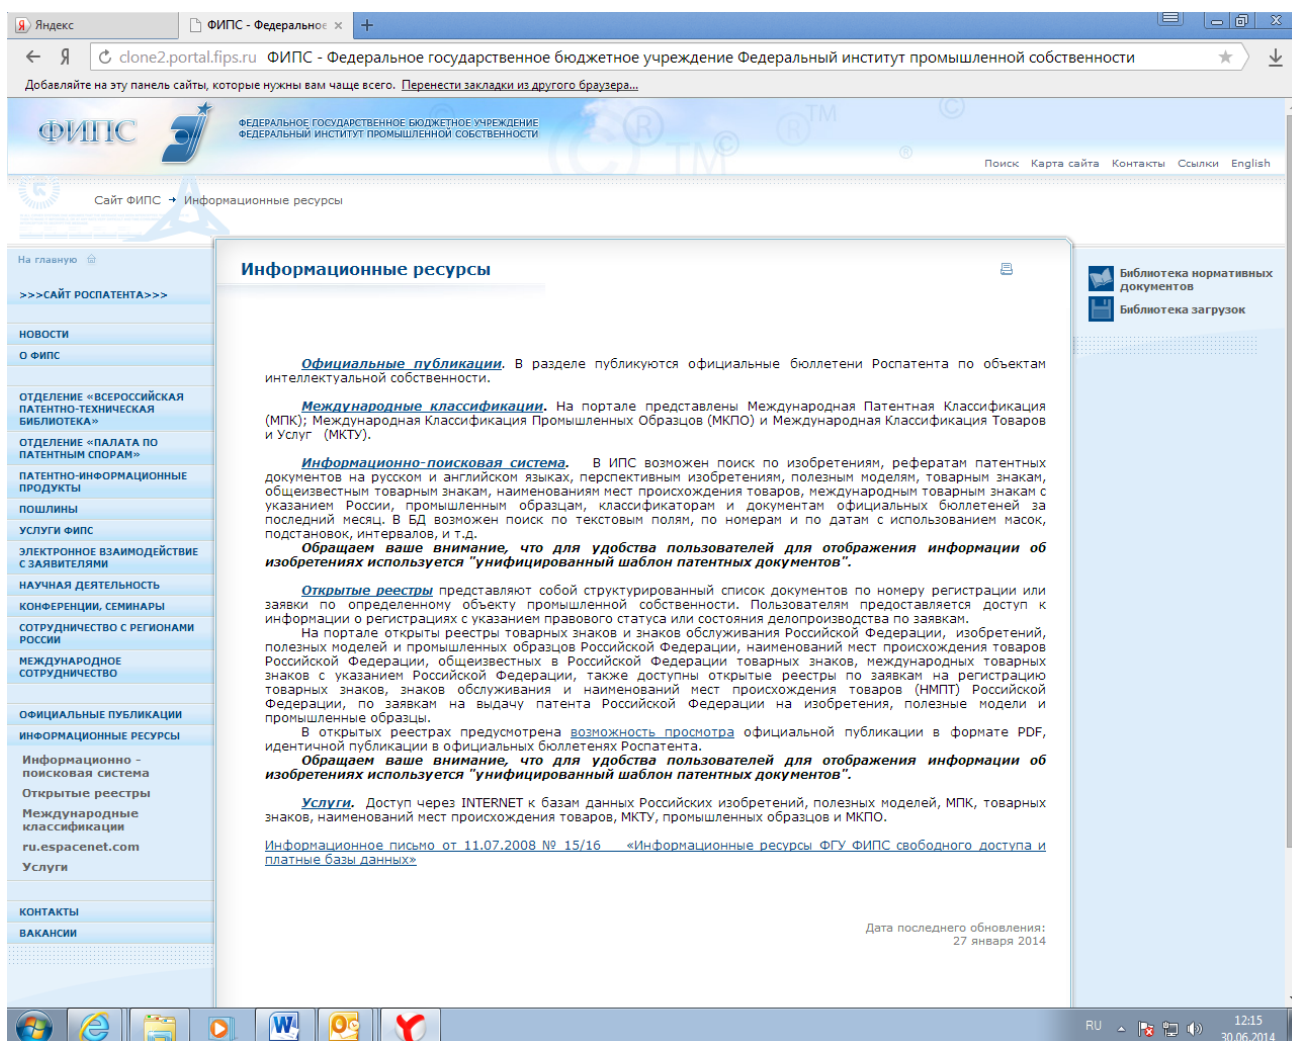 Яндекс
ФИПС - Федеральное
clone2.portal.fips.ru ФИПС - Федеральное государственное бюджетное учреждение Федеральный институт промышленной собственности
Добавляйте на эту панель сайты, которые нужны вам чаще всего. Перенести закладки из другого браузера...
ФИПС
ФЕДЕРАЛЬНОЕ ГОСУДАРСТВЕННОЕ БЮДЖЕТНОЕ УЧРЕЖДЕНИЕ
ФЕДЕРАЛЬНЫЙ ИНСТИТУТ ПРОМЫШЛЕННОЙ СОБСТВЕННОСТИ
Поиск Карта сайта Контакты Ссылки English
Сайт ФИПС → Информационные ресурсы
На главную
>>>САЙТ РОСПАТЕНТА>>>
НОВОСТИ
О ФИПС
ОТДЕЛЕНИЕ «ВСЕРОССИЙСКАЯ
ПАТЕНТНО-ТЕХНИЧЕСКАЯ
БИБЛИОТЕКА»
ОТДЕЛЕНИЕ «ПАЛАТА ПО
ПАТЕНТНЫМ СПОРАМ»
ПАТЕНТНО-ИНФОРМАЦИОННЫЕ
ПРОДУКТЫ
ПОШЛИНЫ
УСЛУГИ ФИПС
ЭЛЕКТРОННОЕ ВЗАИМОДЕЙСТВИЕ
С ЗАЯВИТЕЛЯМИ
НАУЧНАЯ ДЕЯТЕЛЬНОСТЬ
КОНФЕРЕНЦИИ, СЕМИНАРЫ
СОТРУДНИЧЕСТВО С РЕГИОНАМИ
РОССИИ
МЕЖДУНАРОДНОЕ
СОТРУДНИЧЕСТВО
ОФИЦИАЛЬНЫЕ ПУБЛИКАЦИИ
ИНФОРМАЦИОННЫЕ РЕСУРСЫ
Информационно -
поисковая система
Открытые реестры
Международные
классификации
ru.espacenet.com
Услуги
КОНТАКТЫ
ВАКАНСИИ
Информационные ресурсы
Официальные публикации. В разделе публикуются официальные бюллетени Роспатента по объектам
интеллектуальной собственности.
Международные классификации. На портале представлены Международная Патентная Классификация
(МПК); Международная Классификация Промышленных Образцов (МКПО) и Международная Классификация Товаров
и Услуг (МКТУ).
Информационно-поисковая система. В ИПС возможен поиск по изобретениям, рефератам патентных
документов на русском и английском языках, перспективным изобретениям, полезным моделям, товарным знакам,
общеизвестным товарным знакам, наименованиям мест происхождения товаров, международным товарным знакам с
указанием России, промышленным образцам, классификаторам и документам официальных бюллетеней за
последний месяц. В БД возможен поиск по текстовым полям, по номерам и по датам с использованием масок,
подстановок, интервалов, и т.д.
Обращаем ваше внимание, что для удобства пользователей для отображения информации об
изобретениях используется "унифицированный шаблон патентных документов".
Открытые реестры представляют собой структурированный список документов по номеру регистрации или
заявки по определенному объекту промышленной собственности. Пользователям предоставляется доступ к
информации о регистрациях с указанием правового статуса или состояния делопроизводства по заявкам.
На портале открыты реестры товарных знаков и знаков обслуживания Российской Федерации, изобретений,
полезных моделей и промышленных образцов Российской Федерации, наименований мест происхождения товаров
Российской Федерации, общеизвестных в Российской Федерации товарных знаков, международных товарных
знаков с указанием Российской Федерации, также доступны открытые реестры по заявкам на регистрацию
товарных знаков, знаков обслуживания и наименований мест происхождения товаров (НМПТ) Российской
Федерации, по заявкам на выдачу патента Российской Федерации на изобретения, полезные модели и
промышленные образцы.
В открытых реестрах предусмотрена возможность просмотра официальной публикации в формате PDF,
идентичной публикации в официальных бюллетенях Роспатента.
Обращаем ваше внимание, что для удобства пользователей для отображения информации об
изобретениях используется "унифицированный шаблон патентных документов".
Услуги. Доступ через INTERNET к базам данных Российских изобретений, полезных моделей, МПК, товарных
знаков, наименований мест происхождения товаров, МКТУ, промышленных образцов и МКПО.
Информационное письмо от 11.07.2008 № 15/16 «Информационные ресурсы ФГУ ФИПС свободного доступа и
платные базы данных»
Дата последнего обновления:
27 января 2014
Библиотека нормативных
документов
Библиотека загрузок
RU
12:15
30.06.2014